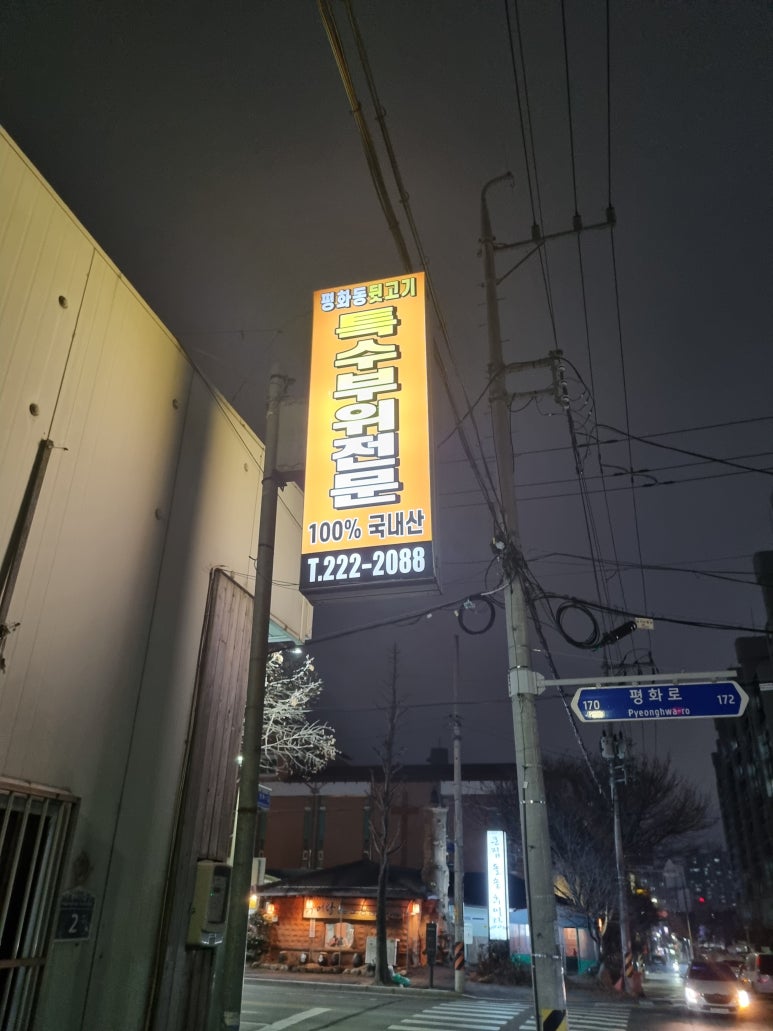 평화동뒷고기
특수부위전문
100% 국내산
T.222-2088
170 평화로 172
Pyeonghwa-ro